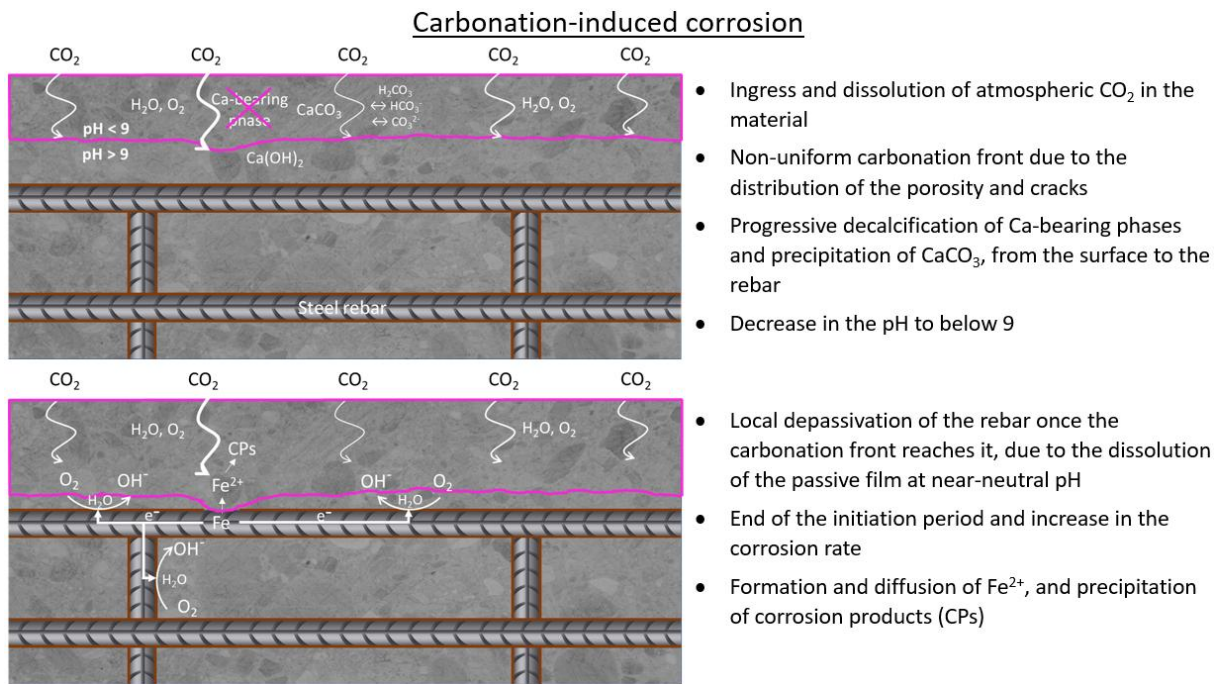 Carbonation-induced corrosion
CO₂ CO₂ CO₂ CO₂ CO₂
H₂O, O₂
Ca-bearing
phase
CaCO₃
H₂CO₃
↔ HCO₃⁻
↔ CO₃²⁻
H₂O, O₂
pH < 9
pH > 9
Ca(OH)₂
Steel rebar
• Ingress and dissolution of atmospheric CO₂ in the
material
• Non-uniform carbonation front due to the
distribution of the porosity and cracks
• Progressive decalcification of Ca-bearing phases
and precipitation of CaCO₃, from the surface to the
rebar
• Decrease in the pH to below 9
CO₂ CO₂ CO₂ CO₂ CO₂
H₂O, O₂
H₂O, O₂
CPs
O₂ OH⁻ Fe²⁺ OH⁻ O₂
H₂O H₂O
e⁻ Fe e⁻
OH⁻
H₂O
O₂
• Local depassivation of the rebar once the
carbonation front reaches it, due to the dissolution
of the passive film at near-neutral pH
• End of the initiation period and increase in the
corrosion rate
• Formation and diffusion of Fe²⁺, and precipitation
of corrosion products (CPs)